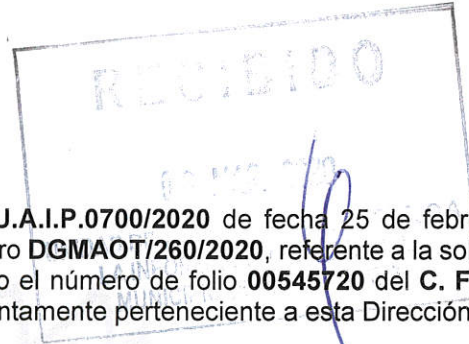 RECIBIDO
U.A.I.P.0700/2020 de fecha 25 de febr
ro DGMAOT/260/2020, referente a la so
o el número de folio 00545720 del C. F
ntamente perteneciente a esta Dirección